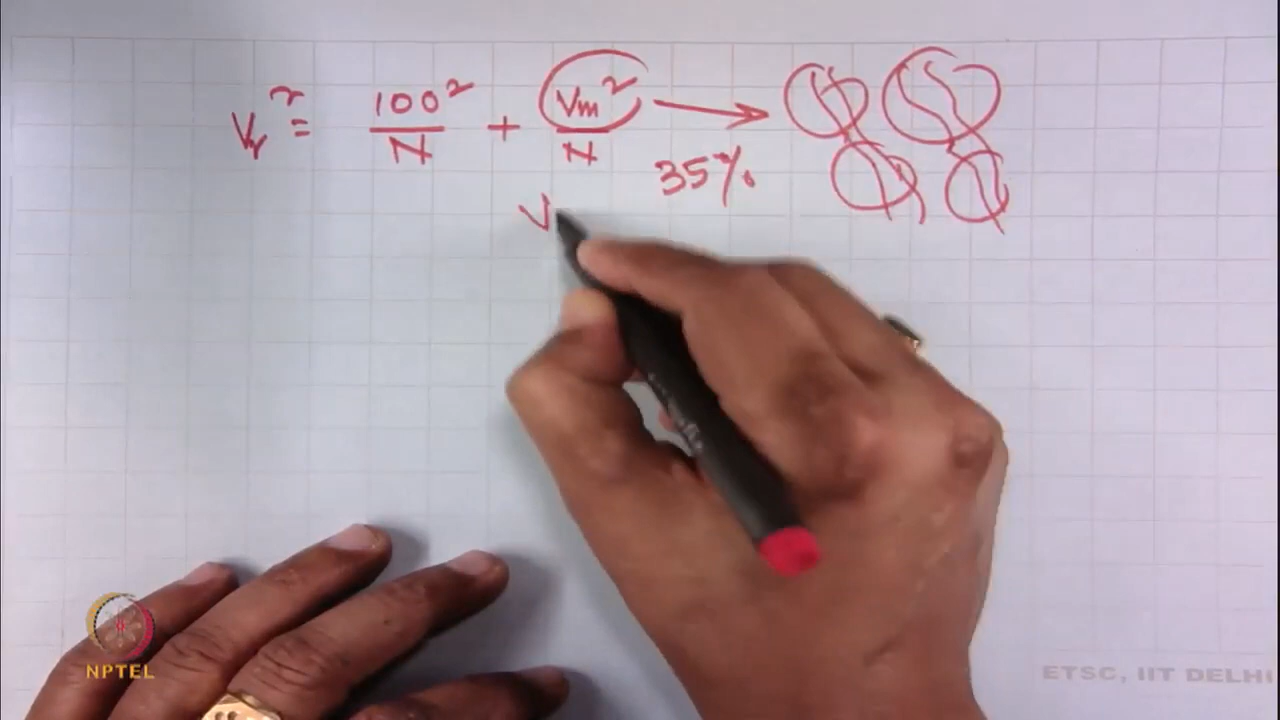 Vr² = 100²/N + Vm²/N →
35%
V
NPTEL
ETSC, IIT DELHI